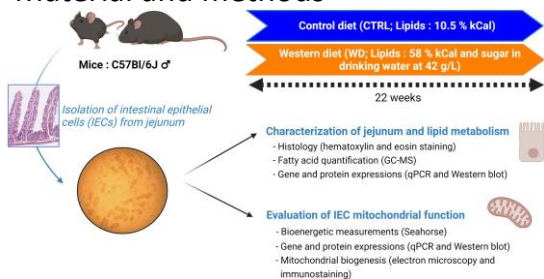 Material and methods
Control diet (CTRL; Lipids : 10.5 % kCal)
Western diet (WD; Lipids : 58 % kCal and sugar in
drinking water at 42 g/L)
Mice : C57Bl/6J ♂
22 weeks
Isolation of intestinal epithelial
cells (IECs) from jejunum
Characterization of jejunum and lipid metabolism
- Histology (hematoxylin and eosin staining)
- Fatty acid quantification (GC-MS)
- Gene and protein expressions (qPCR and Western blot)
Evaluation of IEC mitochondrial function
- Bioenergetic measurements (Seahorse)
- Gene and protein expressions (qPCR and Western blot)
- Mitochondrial biogenesis (electron microscopy and
immunostaining)